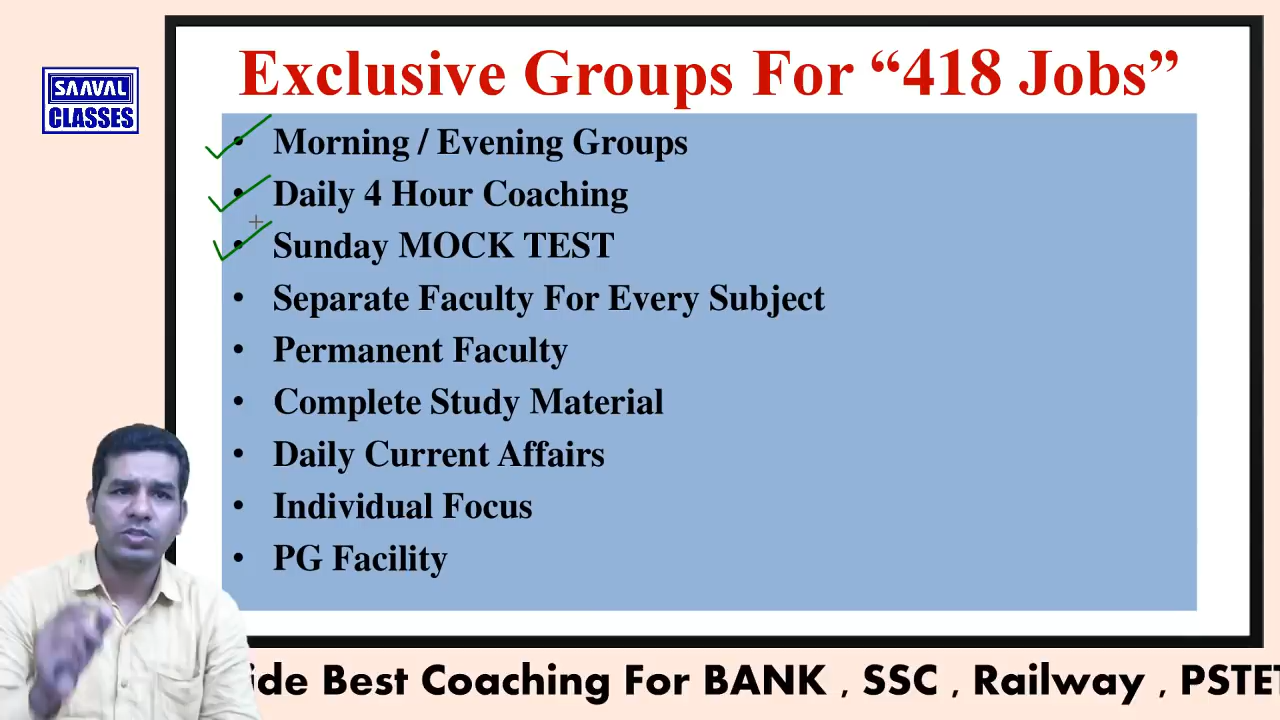 Exclusive Groups For “418 Jobs”
SAAVAL
CLASSES
• Morning / Evening Groups
• Daily 4 Hour Coaching
• Sunday MOCK TEST
• Separate Faculty For Every Subject
• Permanent Faculty
• Complete Study Material
• Daily Current Affairs
• Individual Focus
• PG Facility
ide Best Coaching For BANK , SSC , Railway , PSTET